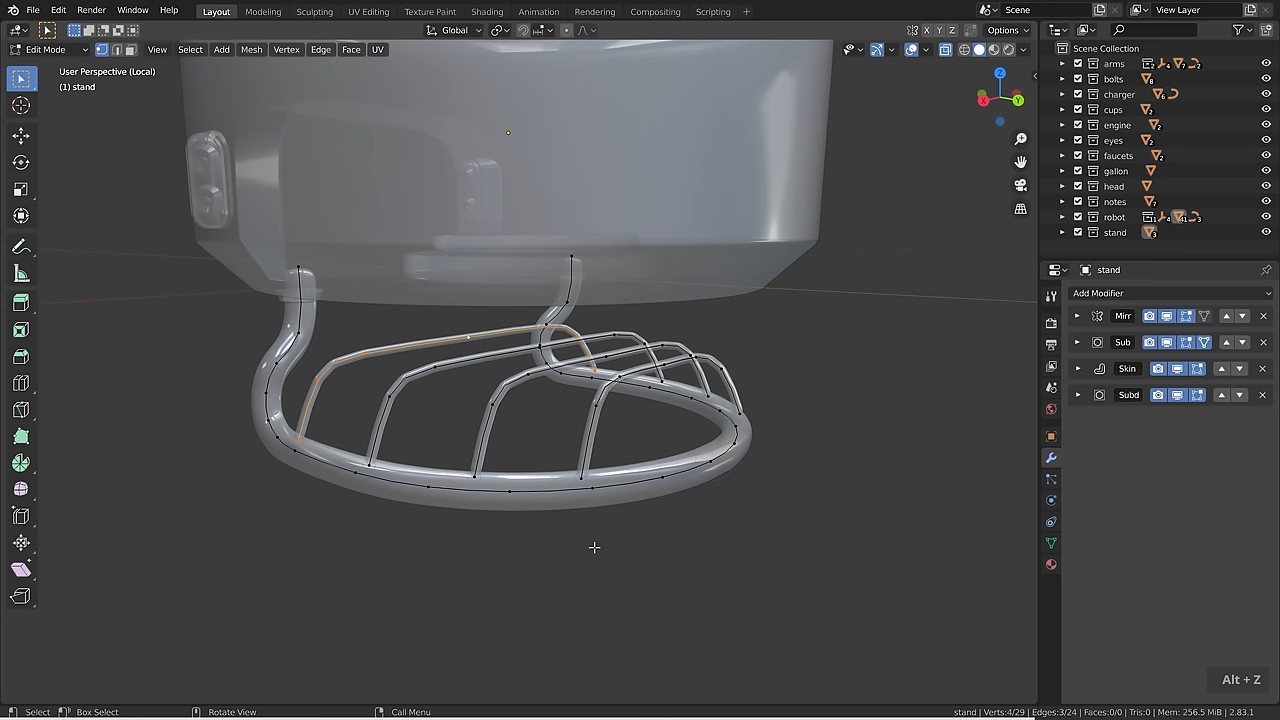 File Edit Render Window Help Layout Modeling Sculpting UV Editing Texture Paint Shading Animation Rendering Compositing Scripting Scene View Layer
Global X Y Z Options
Edit Mode View Select Add Mesh Vertex Edge Face UV
Scene Collection
arms
bolts
charger
cups
engine
eyes
faucets
gallon
head
notes
robot
stand
User Perspective (Local)
(1) stand
Z
X
Y
stand
Add Modifier
Mirr
Sub
Skin
Subd
Alt + Z
Select Box Select Rotate View Call Menu stand | Verts:4/29 | Edges:3/24 | Faces:0/0 | Tris:0 | Mem: 256.5 MiB | 2.83.1